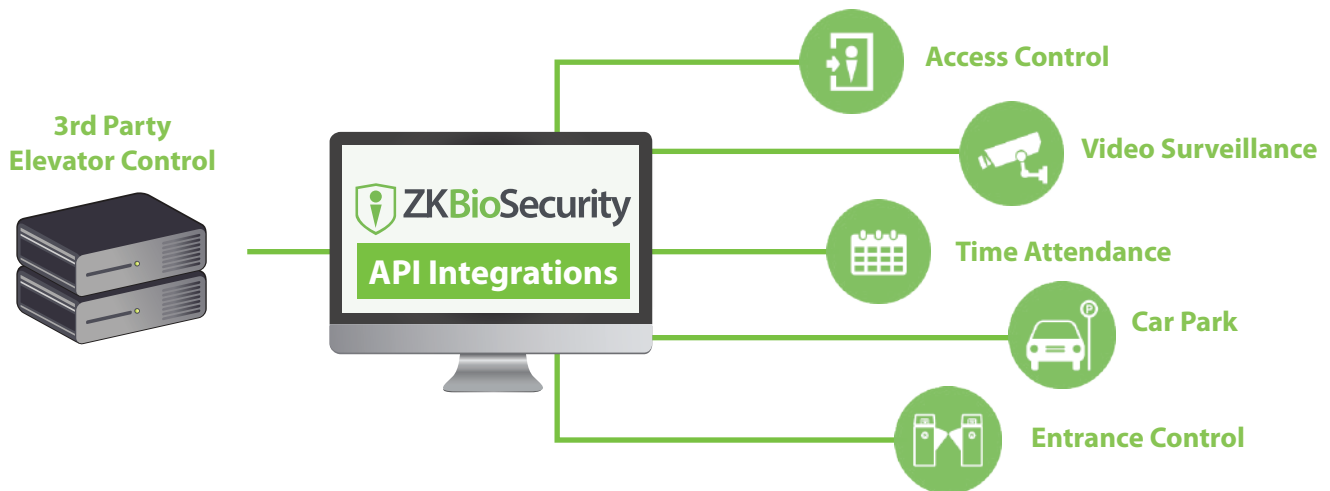 3rd Party
Elevator Control
ZKBioSecurity
API Integrations
Access Control
Video Surveillance
Time Attendance
P
Car Park
Entrance Control